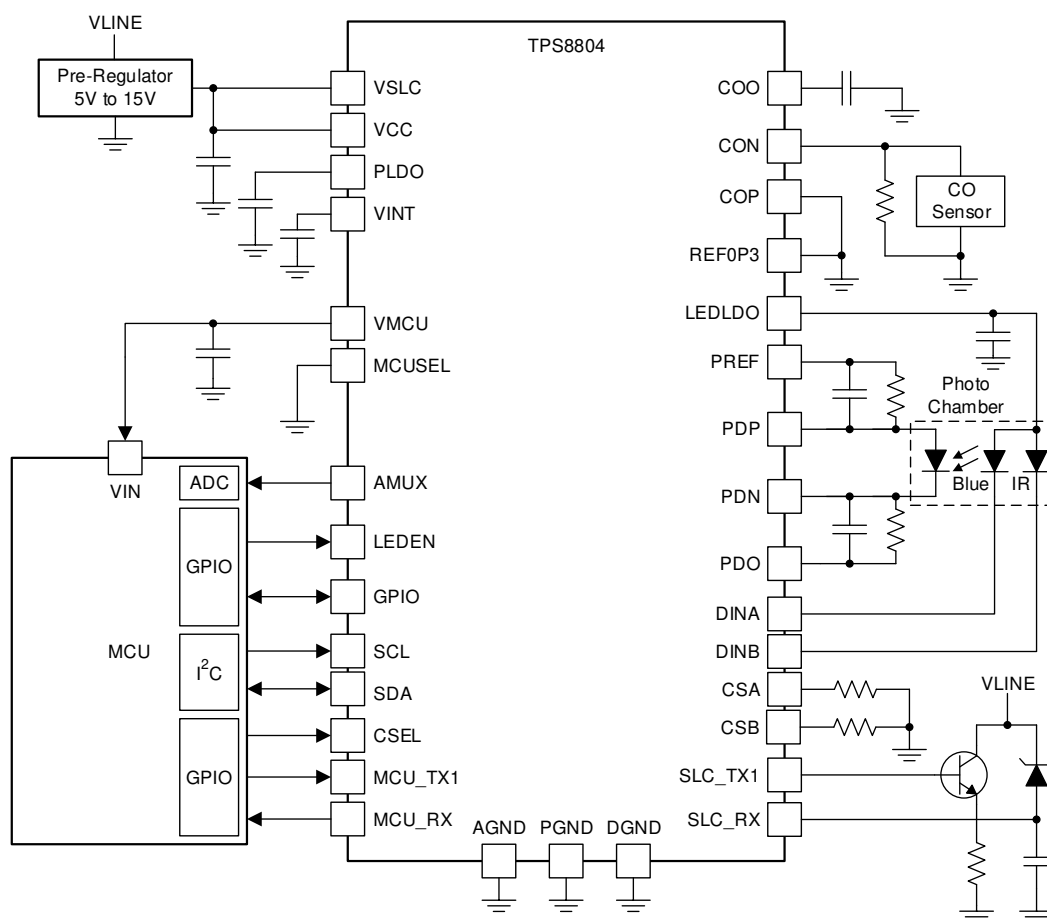 VLINE
Pre-Regulator
5V to 15V
TPS8804
VSLC
VCC
PLDO
VINT
VMCU
MCUSEL
VIN
ADC
GPIO
MCU
I2C
GPIO
AMUX
LEDEN
GPIO
SCL
SDA
CSEL
MCU_TX1
MCU_RX
AGND
PGND
DGND
COO
CON
COP
REF0P3
LEDLDO
PREF
PDP
PDN
PDO
DINA
DINB
CSA
CSB
SLC_TX1
SLC_RX
CO
Sensor
Photo
Chamber
Blue
IR
VLINE